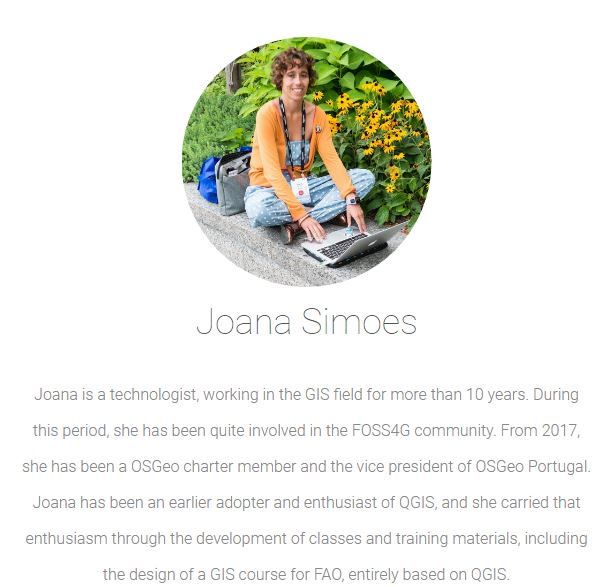 Joana Simoes
Joana is a technologist, working in the GIS field for more than 10 years. During
this period, she has been quite involved in the FOSS4G community. From 2017,
she has been a OSGeo charter member and the vice president of OSGeo Portugal.
Joana has been an earlier adopter and enthusiast of QGIS, and she carried that
enthusiasm through the development of classes and training materials, including
the design of a GIS course for FAO, entirely based on QGIS.